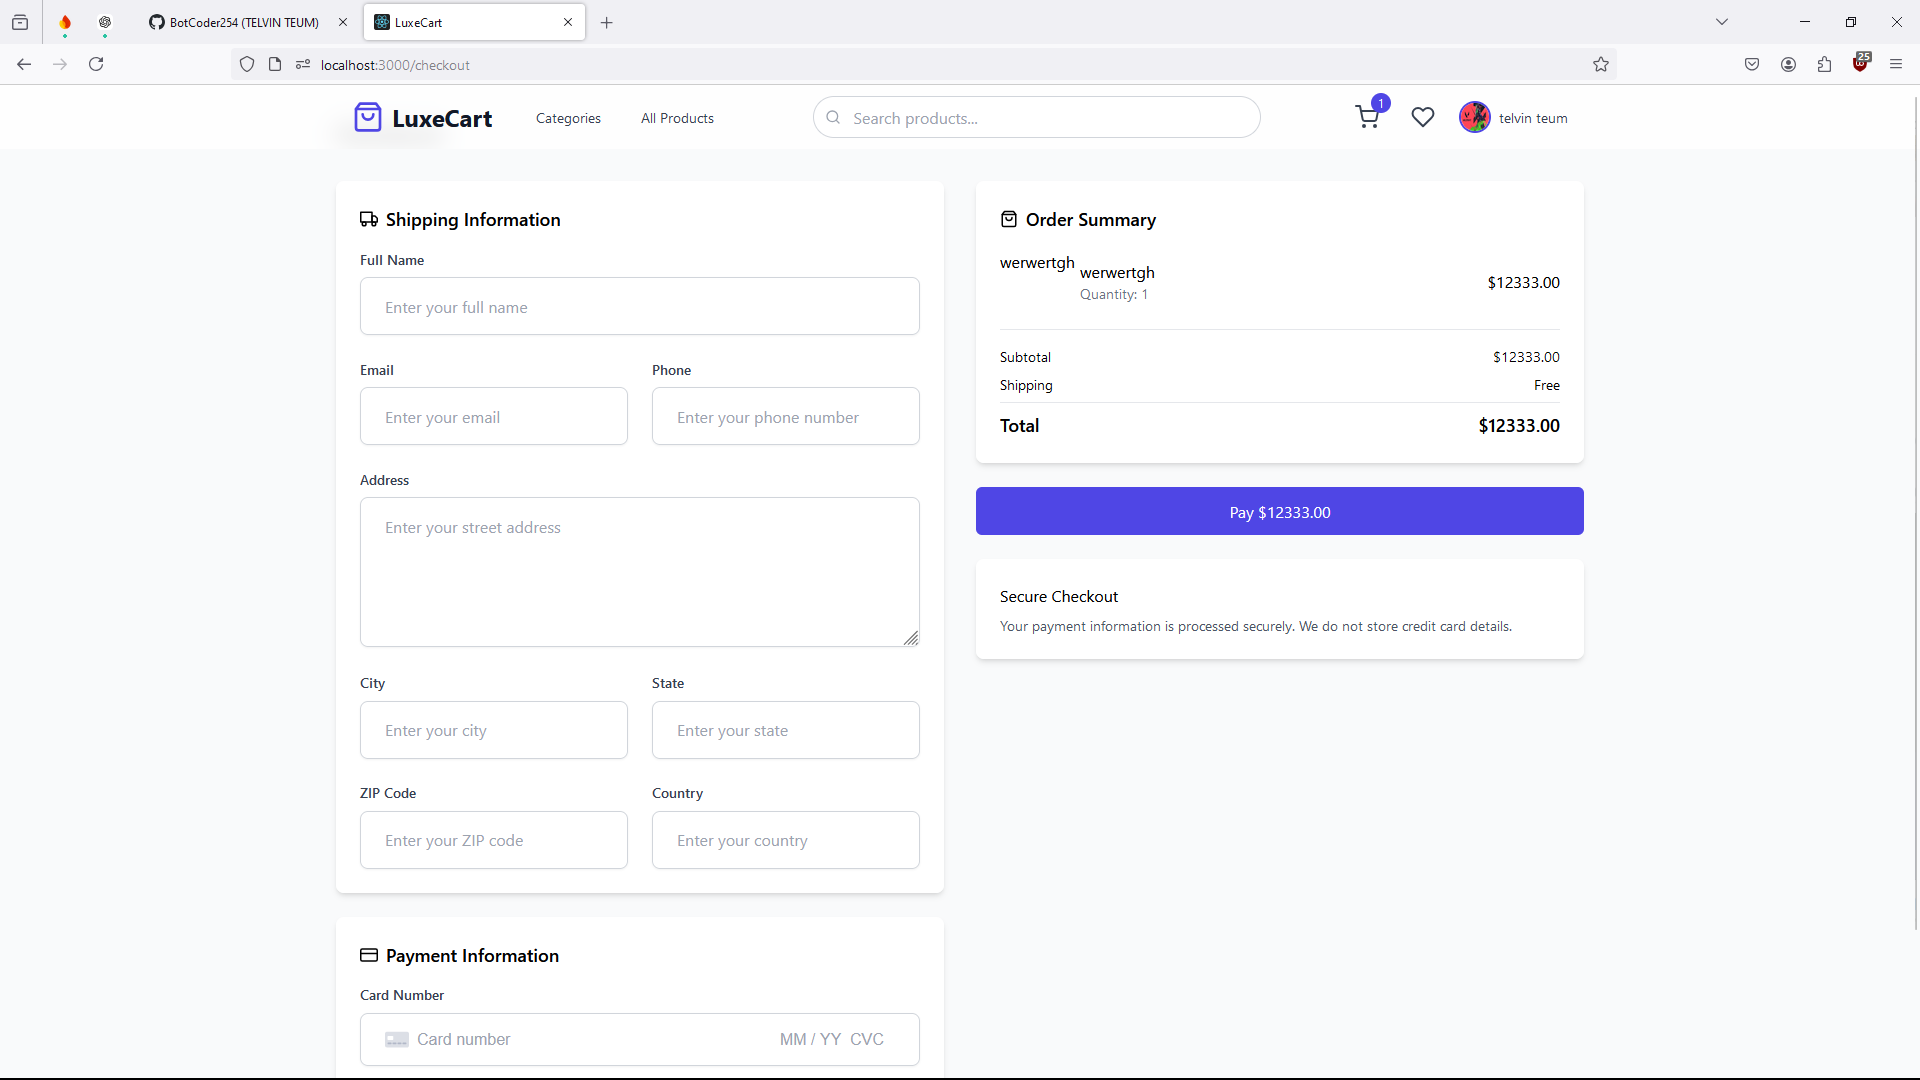 BotCoder254 (TELVIN TEUM)
LuxeCart
localhost:3000/checkout
25
LuxeCart
Categories
All Products
Search products...
1
telvin teum
Shipping Information
Full Name
Enter your full name
Email
Phone
Enter your email
Enter your phone number
Address
Enter your street address
City
State
Enter your city
Enter your state
ZIP Code
Country
Enter your ZIP code
Enter your country
Payment Information
Card Number
Card number
MM / YY CVC
Order Summary
werwertgh
werwertgh
Quantity: 1
$12333.00
Subtotal
$12333.00
Shipping
Free
Total
$12333.00
Pay $12333.00
Secure Checkout
Your payment information is processed securely. We do not store credit card details.